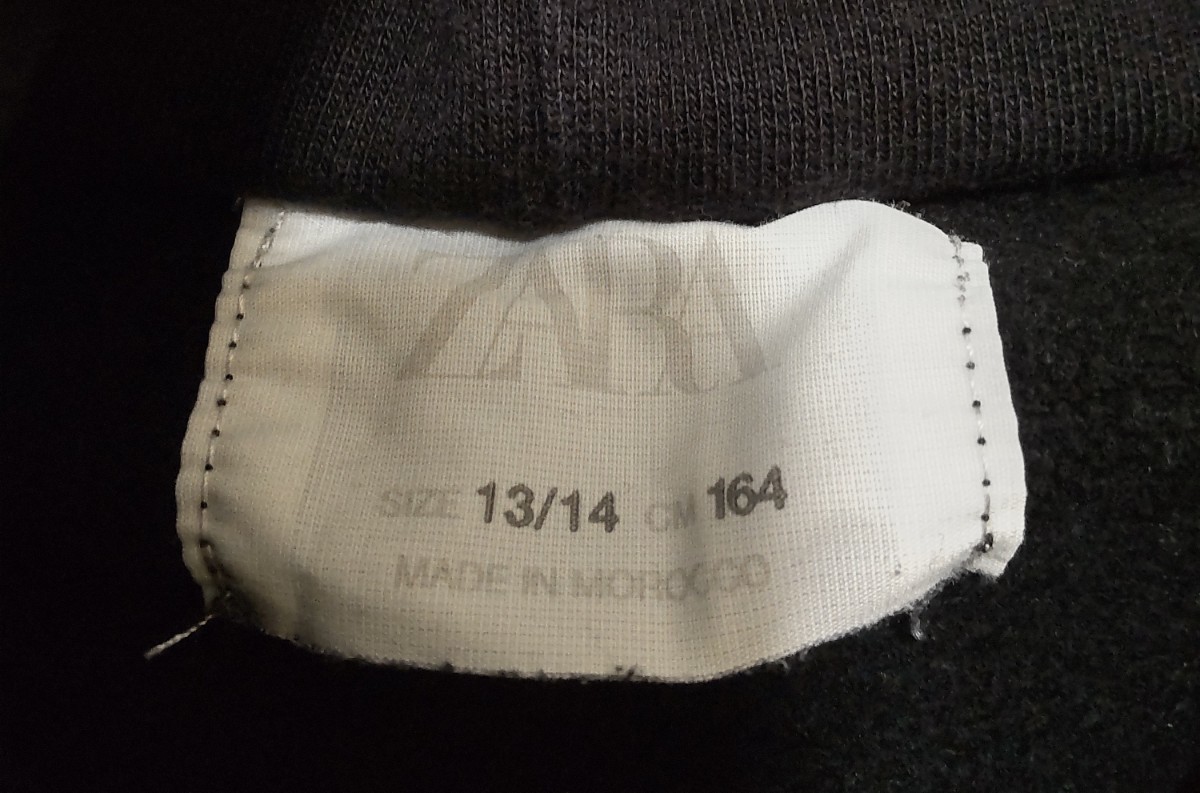 ZARA
SIZE 13/14 CM 164
MADE IN MOROCCO